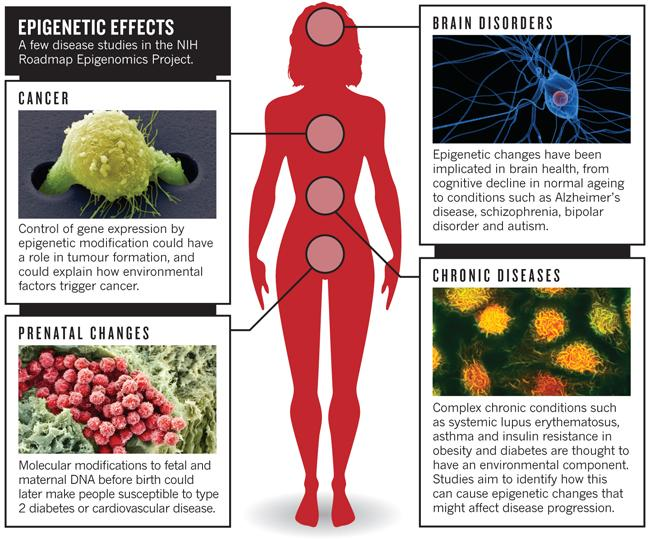 EPIGENETIC EFFECTS
A few disease studies in the NIH
Roadmap Epigenomics Project.
CANCER
Control of gene expression by
epigenetic modification could have
a role in tumour formation, and
could explain how environmental
factors trigger cancer.
PRENATAL CHANGES
Molecular modifications to fetal and
maternal DNA before birth could
later make people susceptible to type
2 diabetes or cardiovascular disease.
BRAIN DISORDERS
Epigenetic changes have been
implicated in brain health, from
cognitive decline in normal ageing
to conditions such as Alzheimer's
disease, schizophrenia, bipolar
disorder and autism.
CHRONIC DISEASES
Complex chronic conditions such
as systemic lupus erythematosus,
asthma and insulin resistance in
obesity and diabetes are thought to
have an environmental component.
Studies aim to identify how this
can cause epigenetic changes that
might affect disease progression.